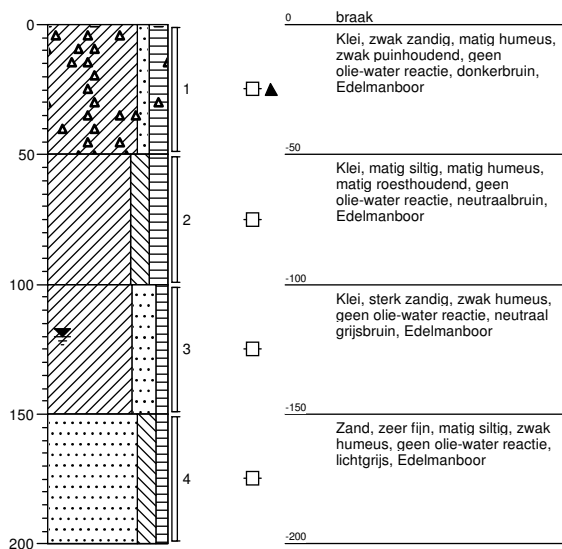 0
50
100
150
200
1
2
3
4
0
braak
Klei, zwak zandig, matig humeus,
zwak puinhoudend, geen
olie-water reactie, donkerbruin,
Edelmanboor
-50
Klei, matig siltig, matig humeus,
matig roesthoudend, geen
olie-water reactie, neutraalbruin,
Edelmanboor
-100
Klei, sterk zandig, zwak humeus,
geen olie-water reactie, neutraal
grijsbruin, Edelmanboor
-150
Zand, zeer fijn, matig siltig, zwak
humeus, geen olie-water reactie,
lichtgrijs, Edelmanboor
-200